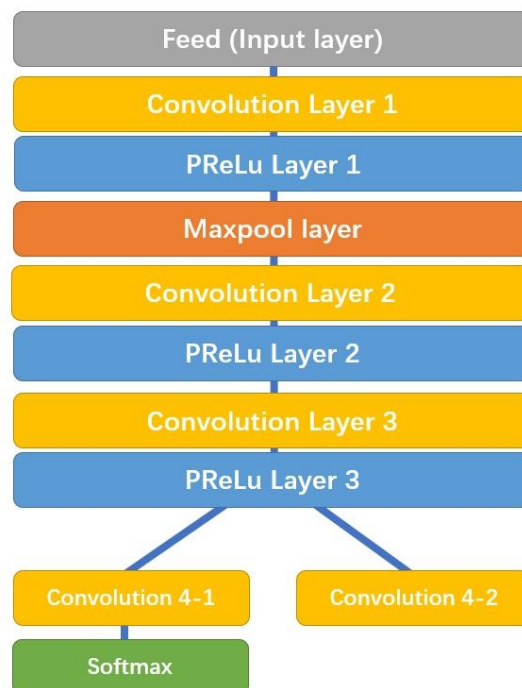 Feed (Input layer)
Convolution Layer 1
PReLu Layer 1
Maxpool layer
Convolution Layer 2
PReLu Layer 2
Convolution Layer 3
PReLu Layer 3
Convolution 4-1
Convolution 4-2
Softmax